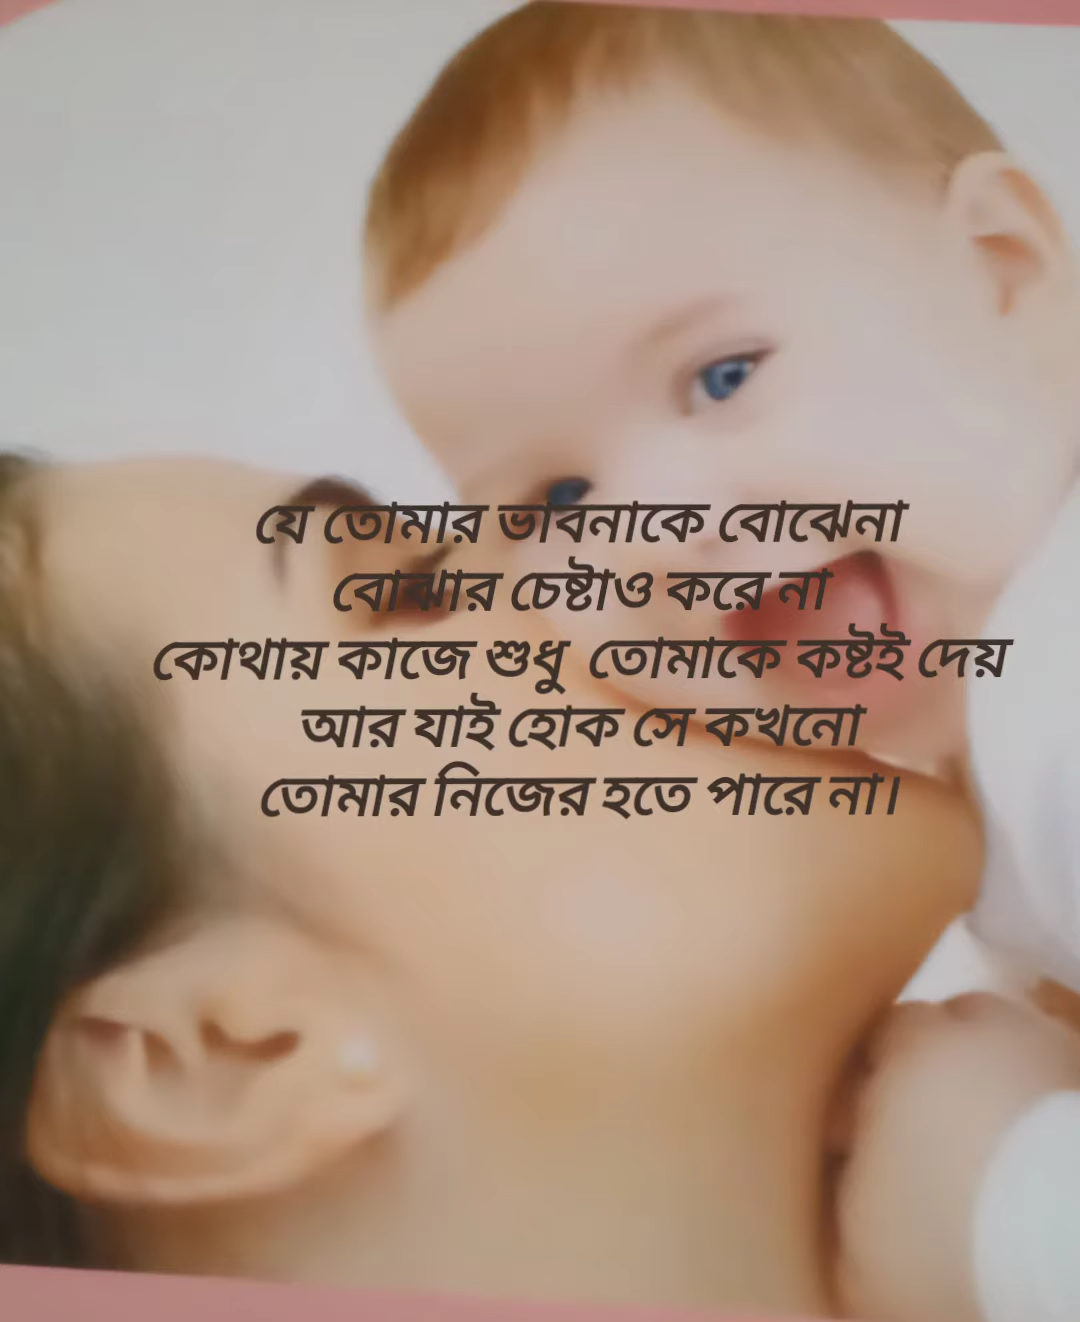 যে তোমার ভাবনাকে বোঝেনা
বোঝার চেষ্টাও করে না
কোথায় কাজে শুধু তোমাকে কষ্টই দেয়
আর যাই হোক সে কখনো
তোমার নিজের হতে পারে না।